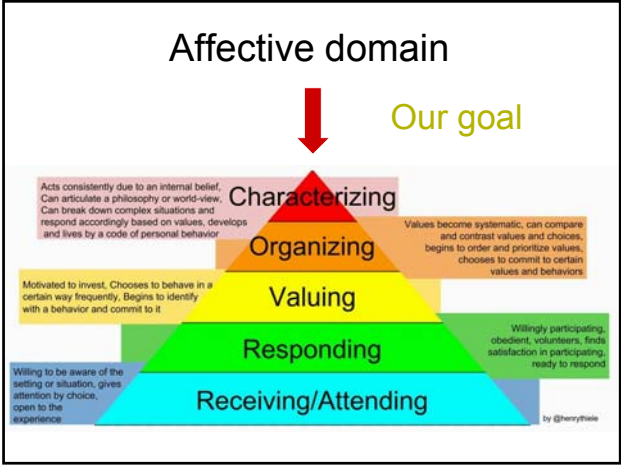 Affective domain
Our goal
Acts consistently due to an internal belief,
Can articulate a philosophy or world-view,
Can break down complex situations and
respond accordingly based on values, develops
and lives by a code of personal behavior
Characterizing
Values become systematic, can compare
and contrast values and choices,
begins to order and prioritize values,
chooses to commit to certain
values and behaviors
Organizing
Motivated to invest, Chooses to behave in a
certain way frequently, Begins to identify
with a behavior and commit to it
Valuing
Willingly participating,
obedient, volunteers, finds
satisfaction in participating,
ready to respond
Responding
Willing to be aware of the
setting or situation, gives
attention by choice,
open to the
experience
Receiving/Attending
by @henrythiele